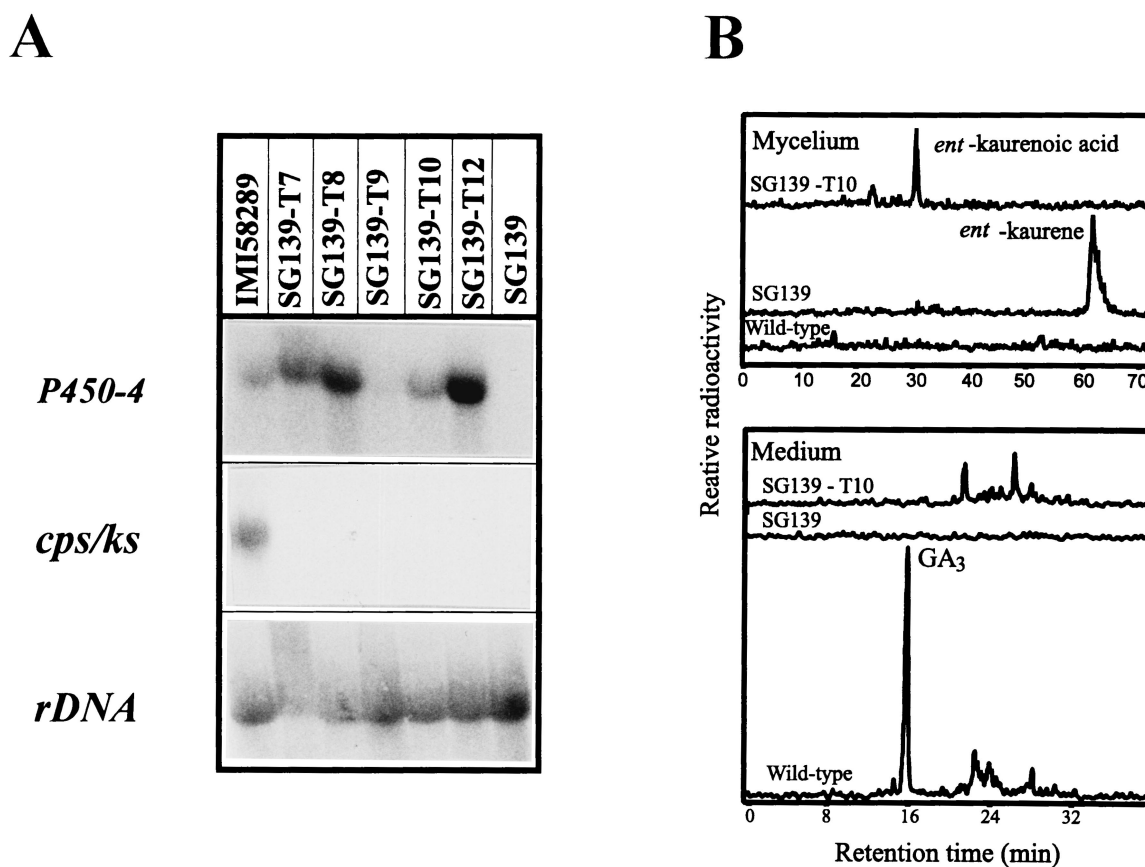 A
IMI58289
SG139-T7
SG139-T8
SG139-T9
SG139-T10
SG139-T12
SG139
P450-4
cps/ks
rDNA
B
Reative radioactivity
Mycelium
ent -kaurenoic acid
SG139 -T10
ent -kaurene
SG139
Wild-type
0 10 20 30 40 50 60 70
Medium
SG139 - T10
SG139
GA3
Wild-type
0 8 16 24 32
Retention time (min)